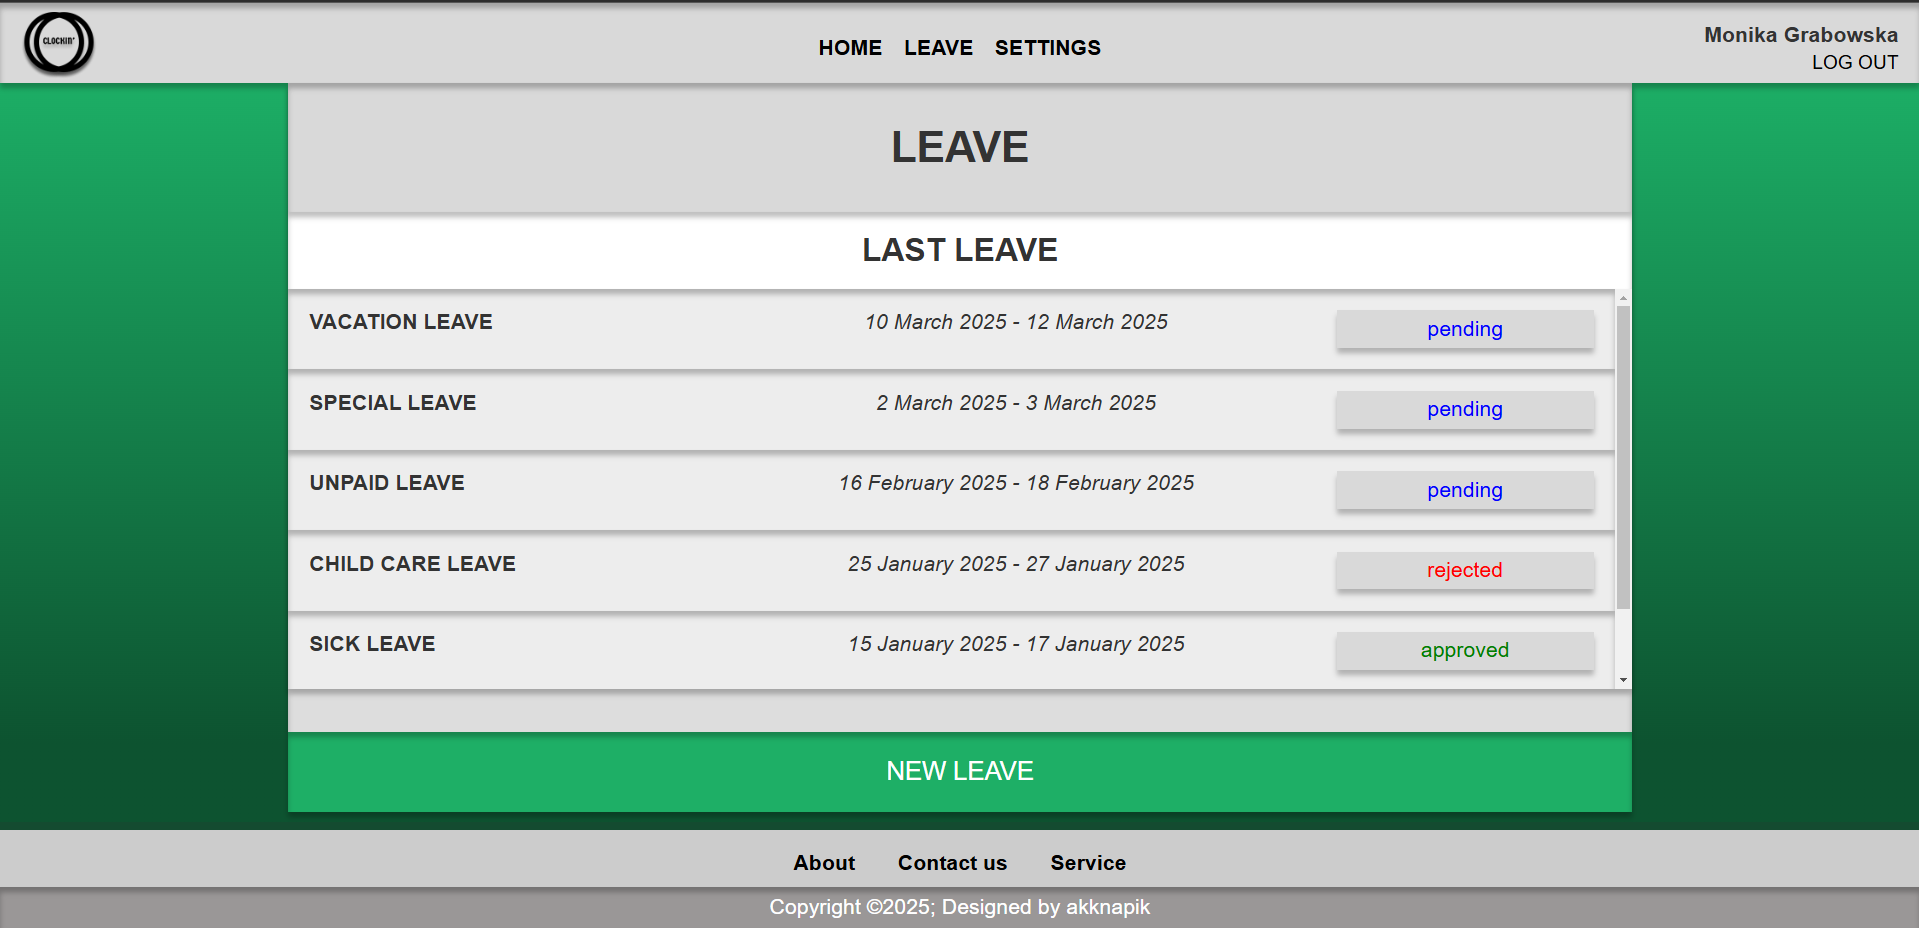 CLOCKIN'
HOME LEAVE SETTINGS
Monika Grabowska
LOG OUT
LEAVE
LAST LEAVE
VACATION LEAVE 10 March 2025 - 12 March 2025 pending
SPECIAL LEAVE 2 March 2025 - 3 March 2025 pending
UNPAID LEAVE 16 February 2025 - 18 February 2025 pending
CHILD CARE LEAVE 25 January 2025 - 27 January 2025 rejected
SICK LEAVE 15 January 2025 - 17 January 2025 approved
NEW LEAVE
About Contact us Service
Copyright ©2025; Designed by akknapik